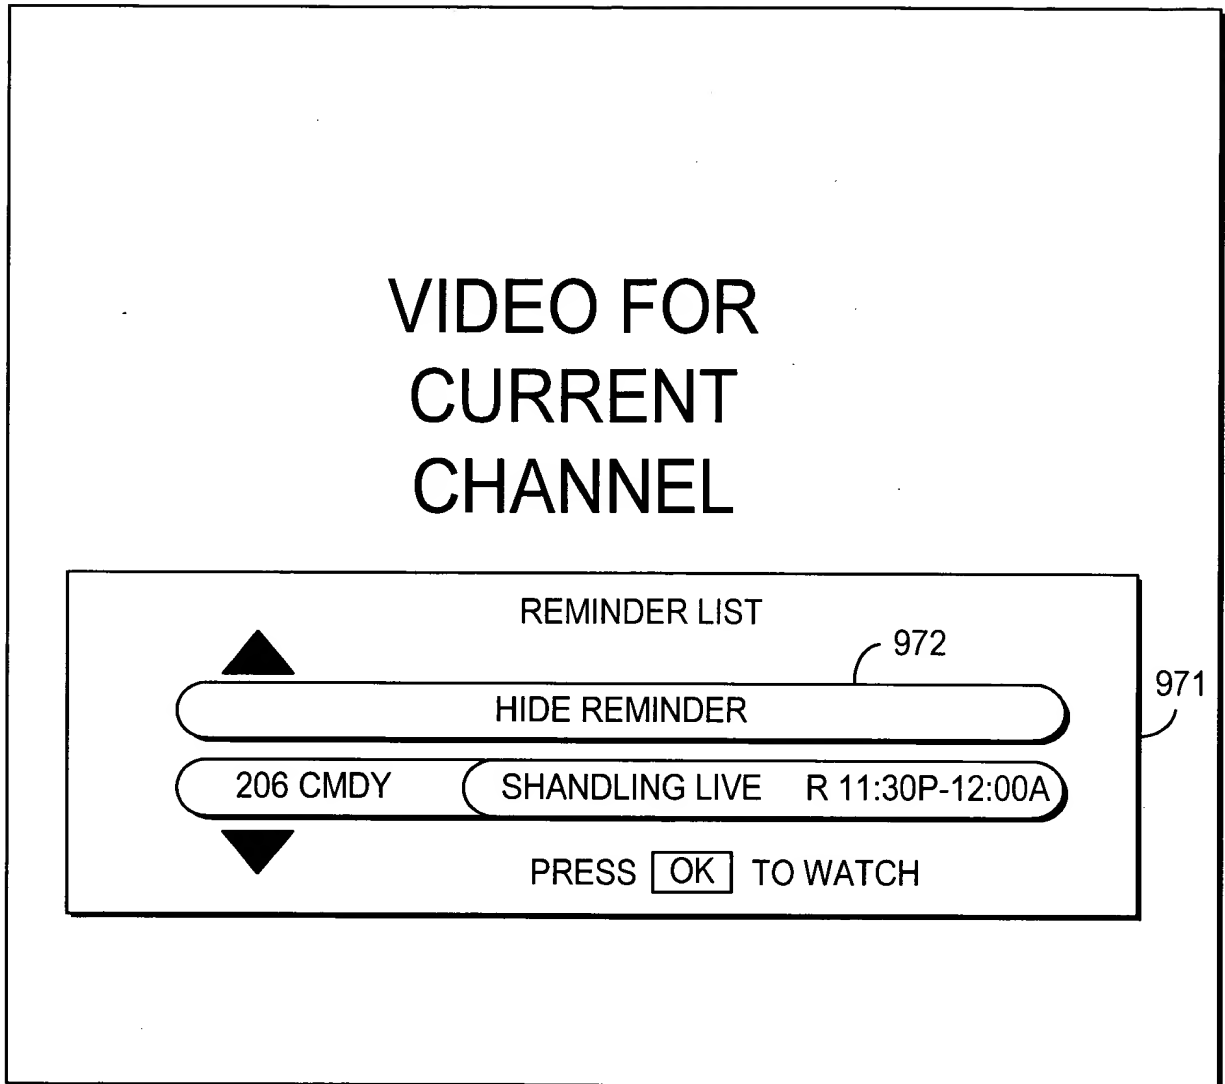 VIDEO FOR
CURRENT
CHANNEL
REMINDER LIST
972
971
HIDE REMINDER
206 CMDY SHANDLING LIVE R 11:30P-12:00A
PRESS OK TO WATCH